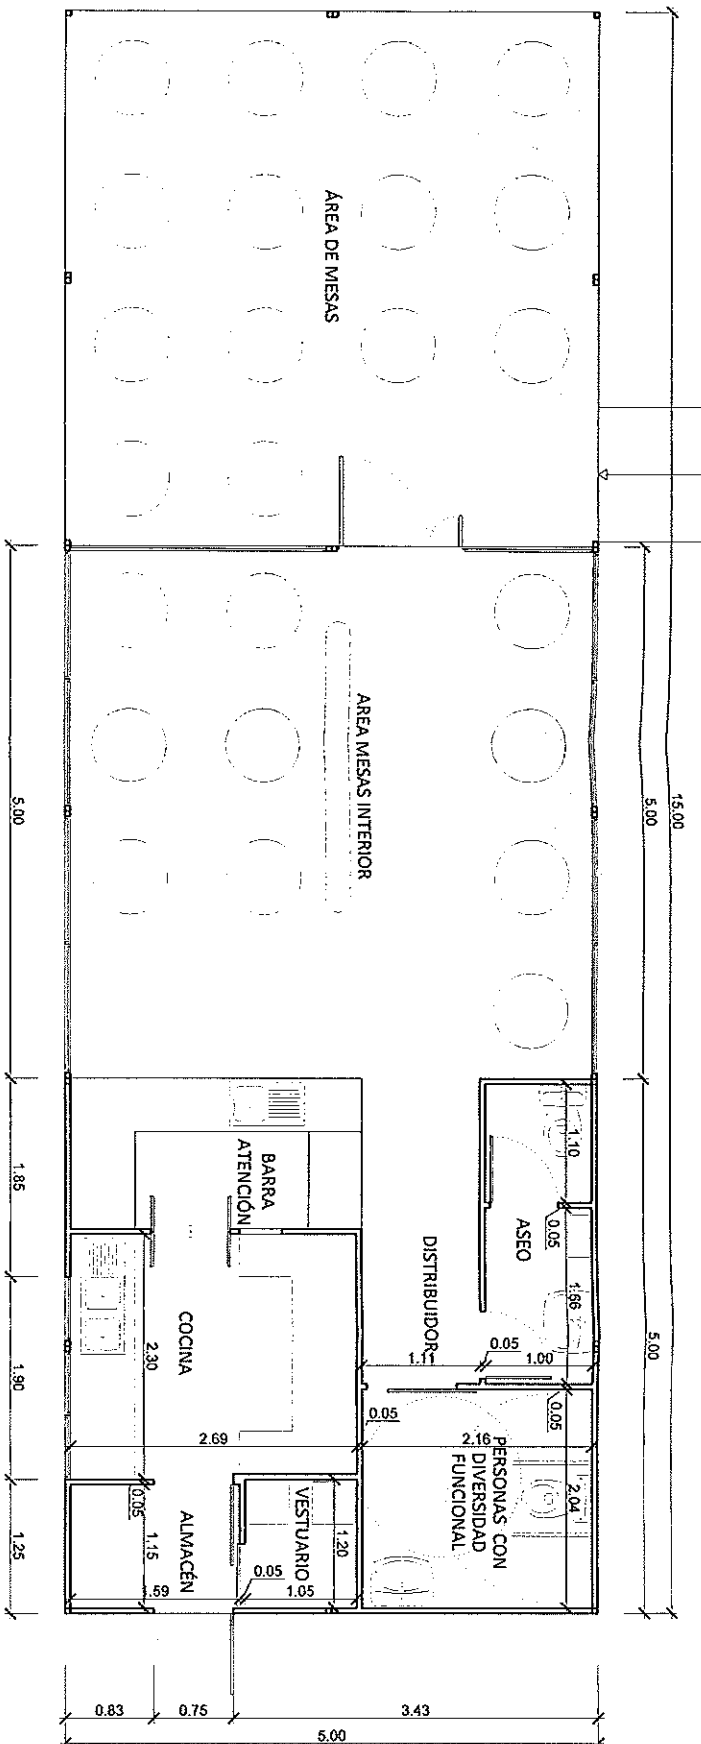 ÁREA DE MESAS
15.00
5.00
AREA MESAS INTERIOR
5.00
1.10
BARRA
ATENCIÓN
ASEO
0.05
1.85
DISTRIBUIDOR
1.66
5.00
COCINA
2.30
1.11
0.05
1.00
1.90
0.05
0.05
2.69
2.16
PERSONAS CON
DIVERSIDAD
FUNCIONAL
2.04
0.05
VESTUARIO
1.20
ALMACÉN
1.15
0.05
1.25
1.05
0.83
0.75
3.43
5.00